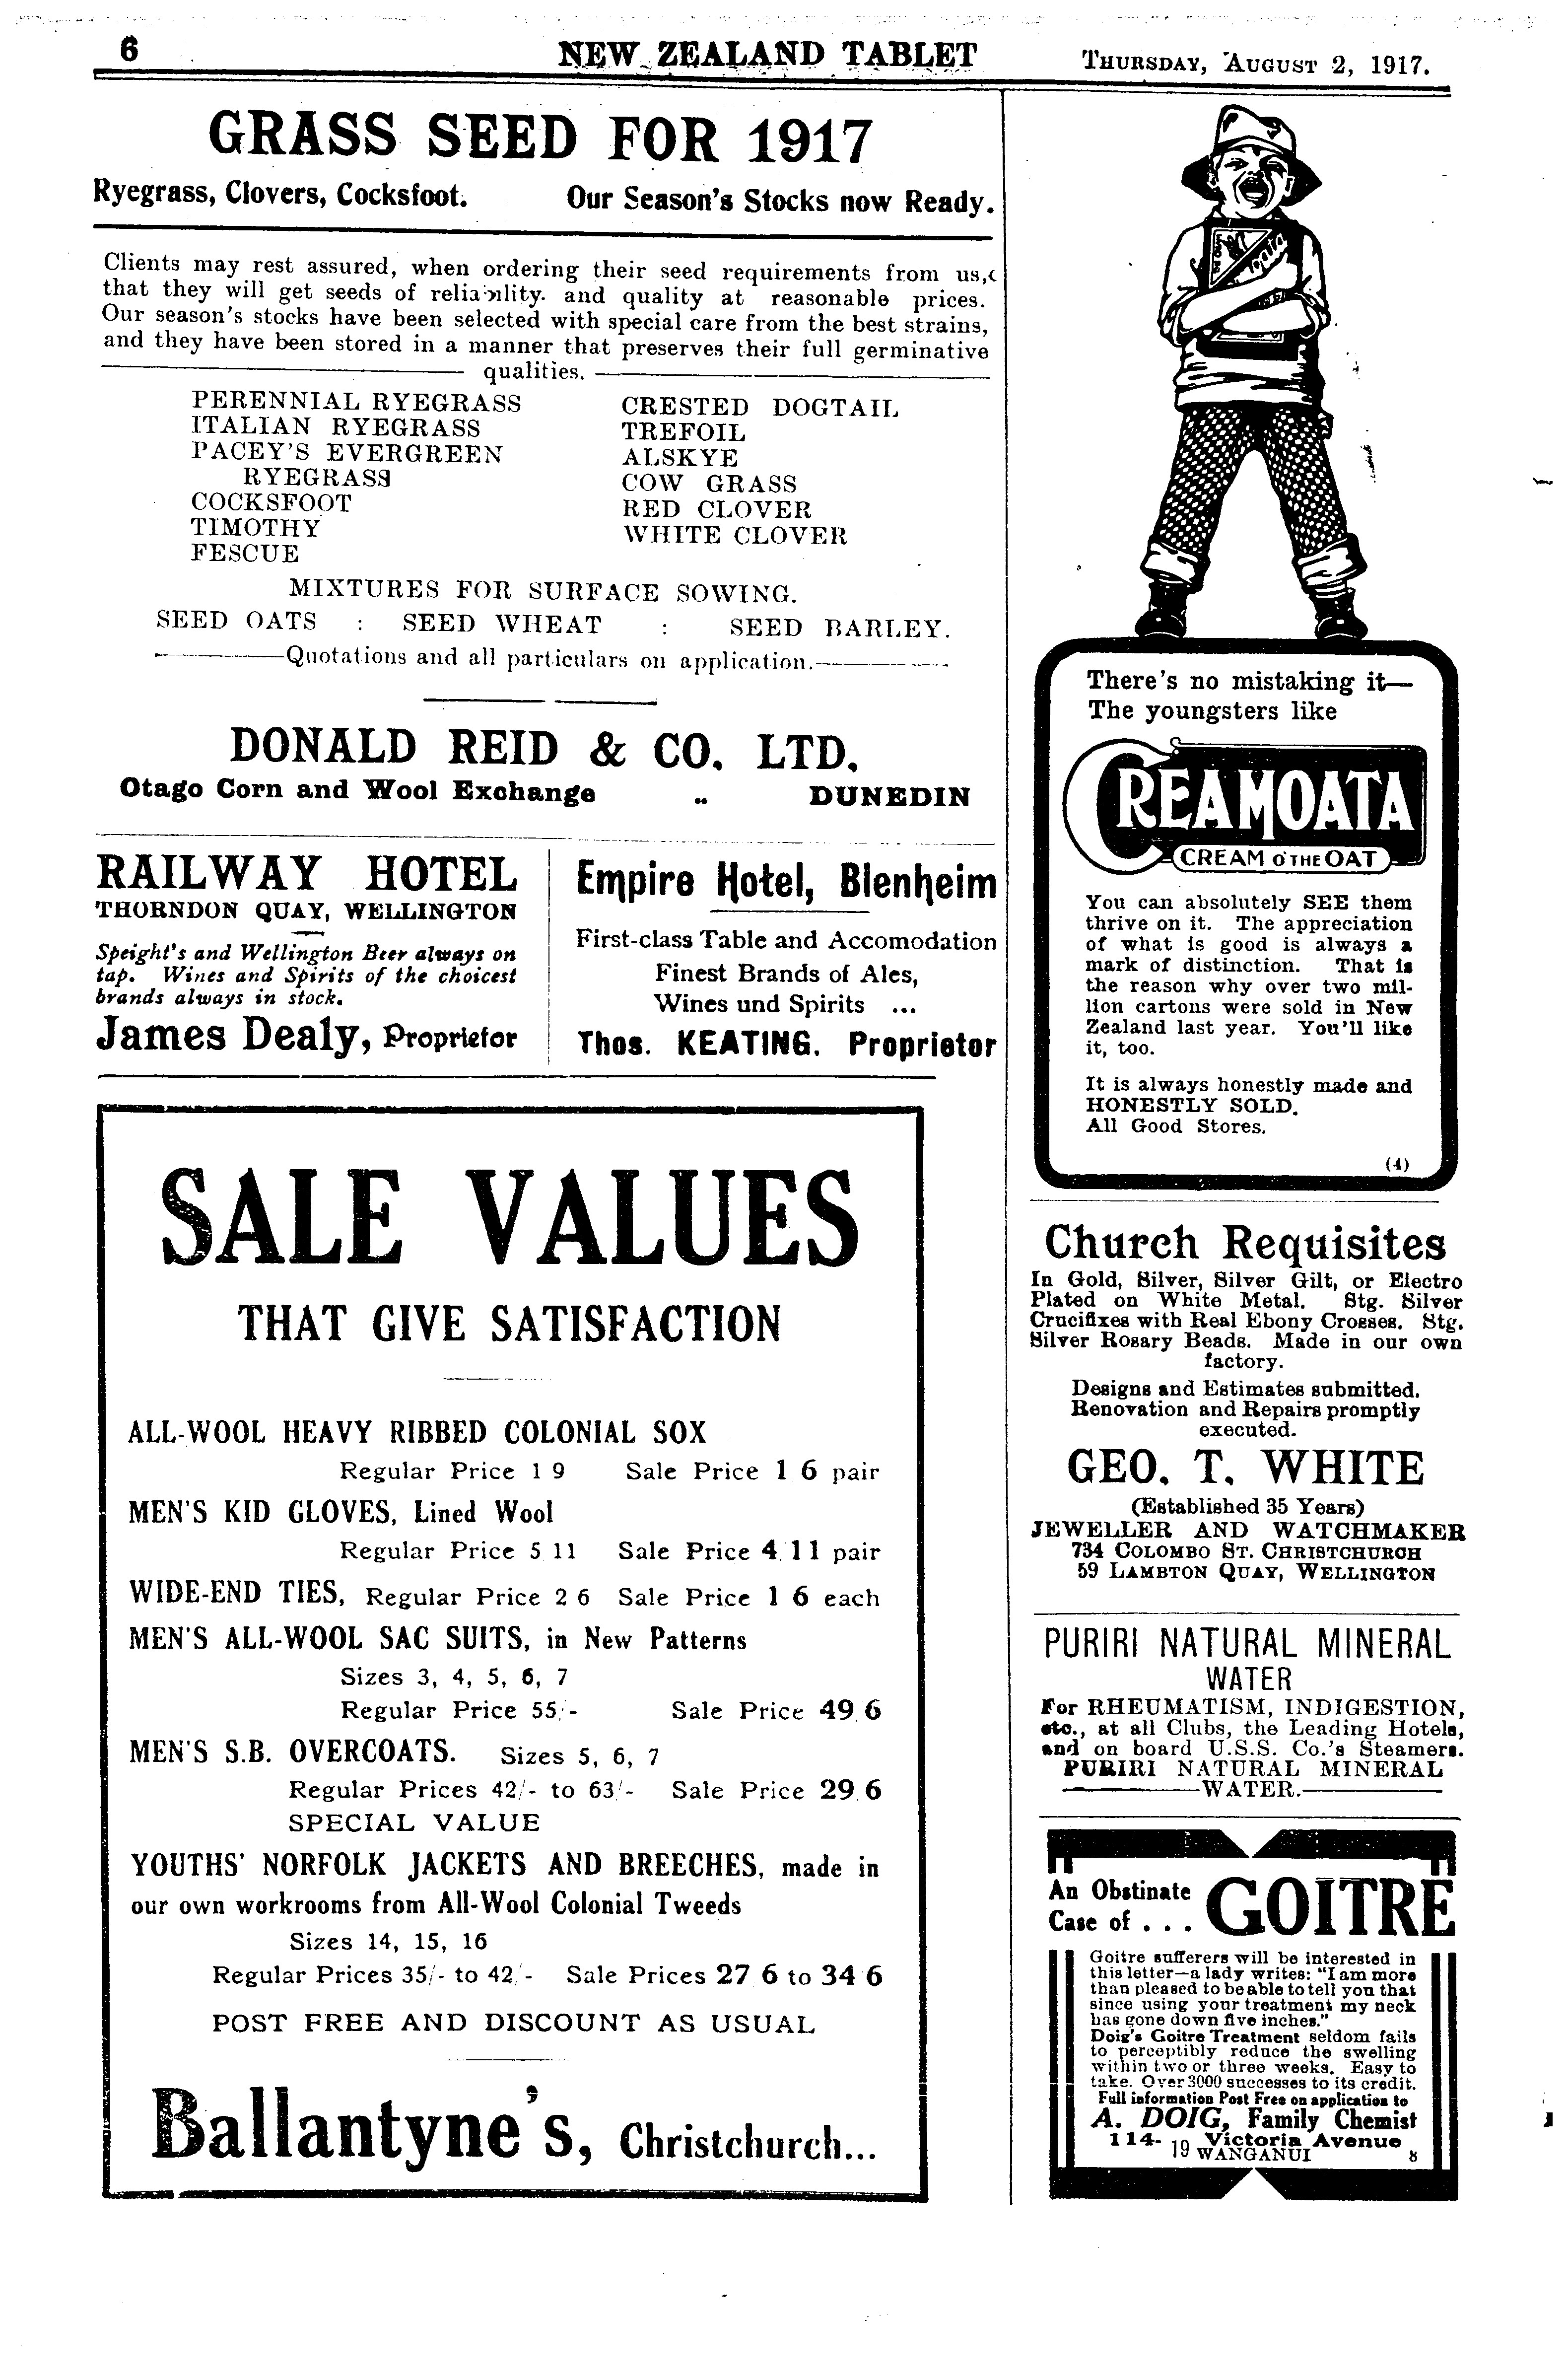 6
NEW ZEALAND TABLET
THURSDAY, AUGUST 2, 1917.
GRASS SEED FOR 1917
Ryegrass, Clovers, Cocksfoot. Our Season's Stocks now Ready.
Clients may rest assured, when ordering their seed requirements from us,
that they will get seeds of reliability. and quality at reasonable prices.
Our season's stocks have been selected with special care from the best strains,
and they have been stored in a manner that preserves their full germinative
qualities.
PERENNIAL RYEGRASS
ITALIAN RYEGRASS
PACEY'S EVERGREEN
RYEGRASS
COCKSFOOT
TIMOTHY
FESCUE
CRESTED DOGTAIL
TREFOIL
ALSKYE
COW GRASS
RED CLOVER
WHITE CLOVER
MIXTURES FOR SURFACE SOWING.
SEED OATS : SEED WHEAT : SEED BARLEY.
Quotations and all particulars on application.
DONALD REID & CO. LTD.
Otago Corn and Wool Exchange .. DUNEDIN
RAILWAY HOTEL
THORNDON QUAY, WELLINGTON
Speight's and Wellington Beer always on
tap. Wines and Spirits of the choicest
brands always in stock.
James Dealy, Proprietor
Empire Hotel, Blenheim
First-class Table and Accomodation
Finest Brands of Ales,
Wines und Spirits ...
Thos. KEATING. Proprietor
SALE VALUES
THAT GIVE SATISFACTION
ALL-WOOL HEAVY RIBBED COLONIAL SOX
Regular Price 1 9 Sale Price 1 6 pair
MEN'S KID GLOVES, Lined Wool
Regular Price 5 11 Sale Price 4 11 pair
WIDE-END TIES, Regular Price 2 6 Sale Price 1 6 each
MEN'S ALL-WOOL SAC SUITS, in New Patterns
Sizes 3, 4, 5, 6, 7
Regular Price 55/- Sale Price 49 6
MEN'S S.B. OVERCOATS. Sizes 5, 6, 7
Regular Prices 42/- to 63/- Sale Price 29 6
SPECIAL VALUE
YOUTHS' NORFOLK JACKETS AND BREECHES, made in
our own workrooms from All-Wool Colonial Tweeds
Sizes 14, 15, 16
Regular Prices 35/- to 42/- Sale Prices 27 6 to 34 6
POST FREE AND DISCOUNT AS USUAL
Ballantyne's, Christchurch...
There's no mistaking it—
The youngsters like
CREAMOATA
CREAM O' THE OAT
You can absolutely SEE them
thrive on it. The appreciation
of what is good is always a
mark of distinction. That is
the reason why over two mil-
lion cartons were sold in New
Zealand last year. You'll like
it, too.
It is always honestly made and
HONESTLY SOLD.
All Good Stores.
(4)
Church Requisites
In Gold, Silver, Silver Gilt, or Electro
Plated on White Metal. Stg. Silver
Crucifixes with Real Ebony Crosses. Stg.
Silver Rosary Beads. Made in our own
factory.
Designs and Estimates submitted.
Renovation and Repairs promptly
executed.
GEO. T. WHITE
(Established 35 Years)
JEWELLER AND WATCHMAKER
734 COLOMBO ST. CHRISTCHURCH
59 LAMBTON QUAY, WELLINGTON
PURIRI NATURAL MINERAL
WATER
For RHEUMATISM, INDIGESTION,
etc., at all Clubs, the Leading Hotels,
and on board U.S.S. Co.'s Steamers.
PURIRI NATURAL MINERAL
WATER.
An Obstinate
Case of . . . GOITRE
Goitre sufferers will be interested in
this letter—a lady writes: "I am more
than pleased to be able to tell you that
since using your treatment my neck
has gone down five inches."
Doig's Goitre Treatment seldom fails
to perceptibly reduce the swelling
within two or three weeks. Easy to
take. Over 3000 successes to its credit.
Full information Post Free on application to
A. DOIG, Family Chemist
114- 19 Victoria Avenue
WANGANUI 8